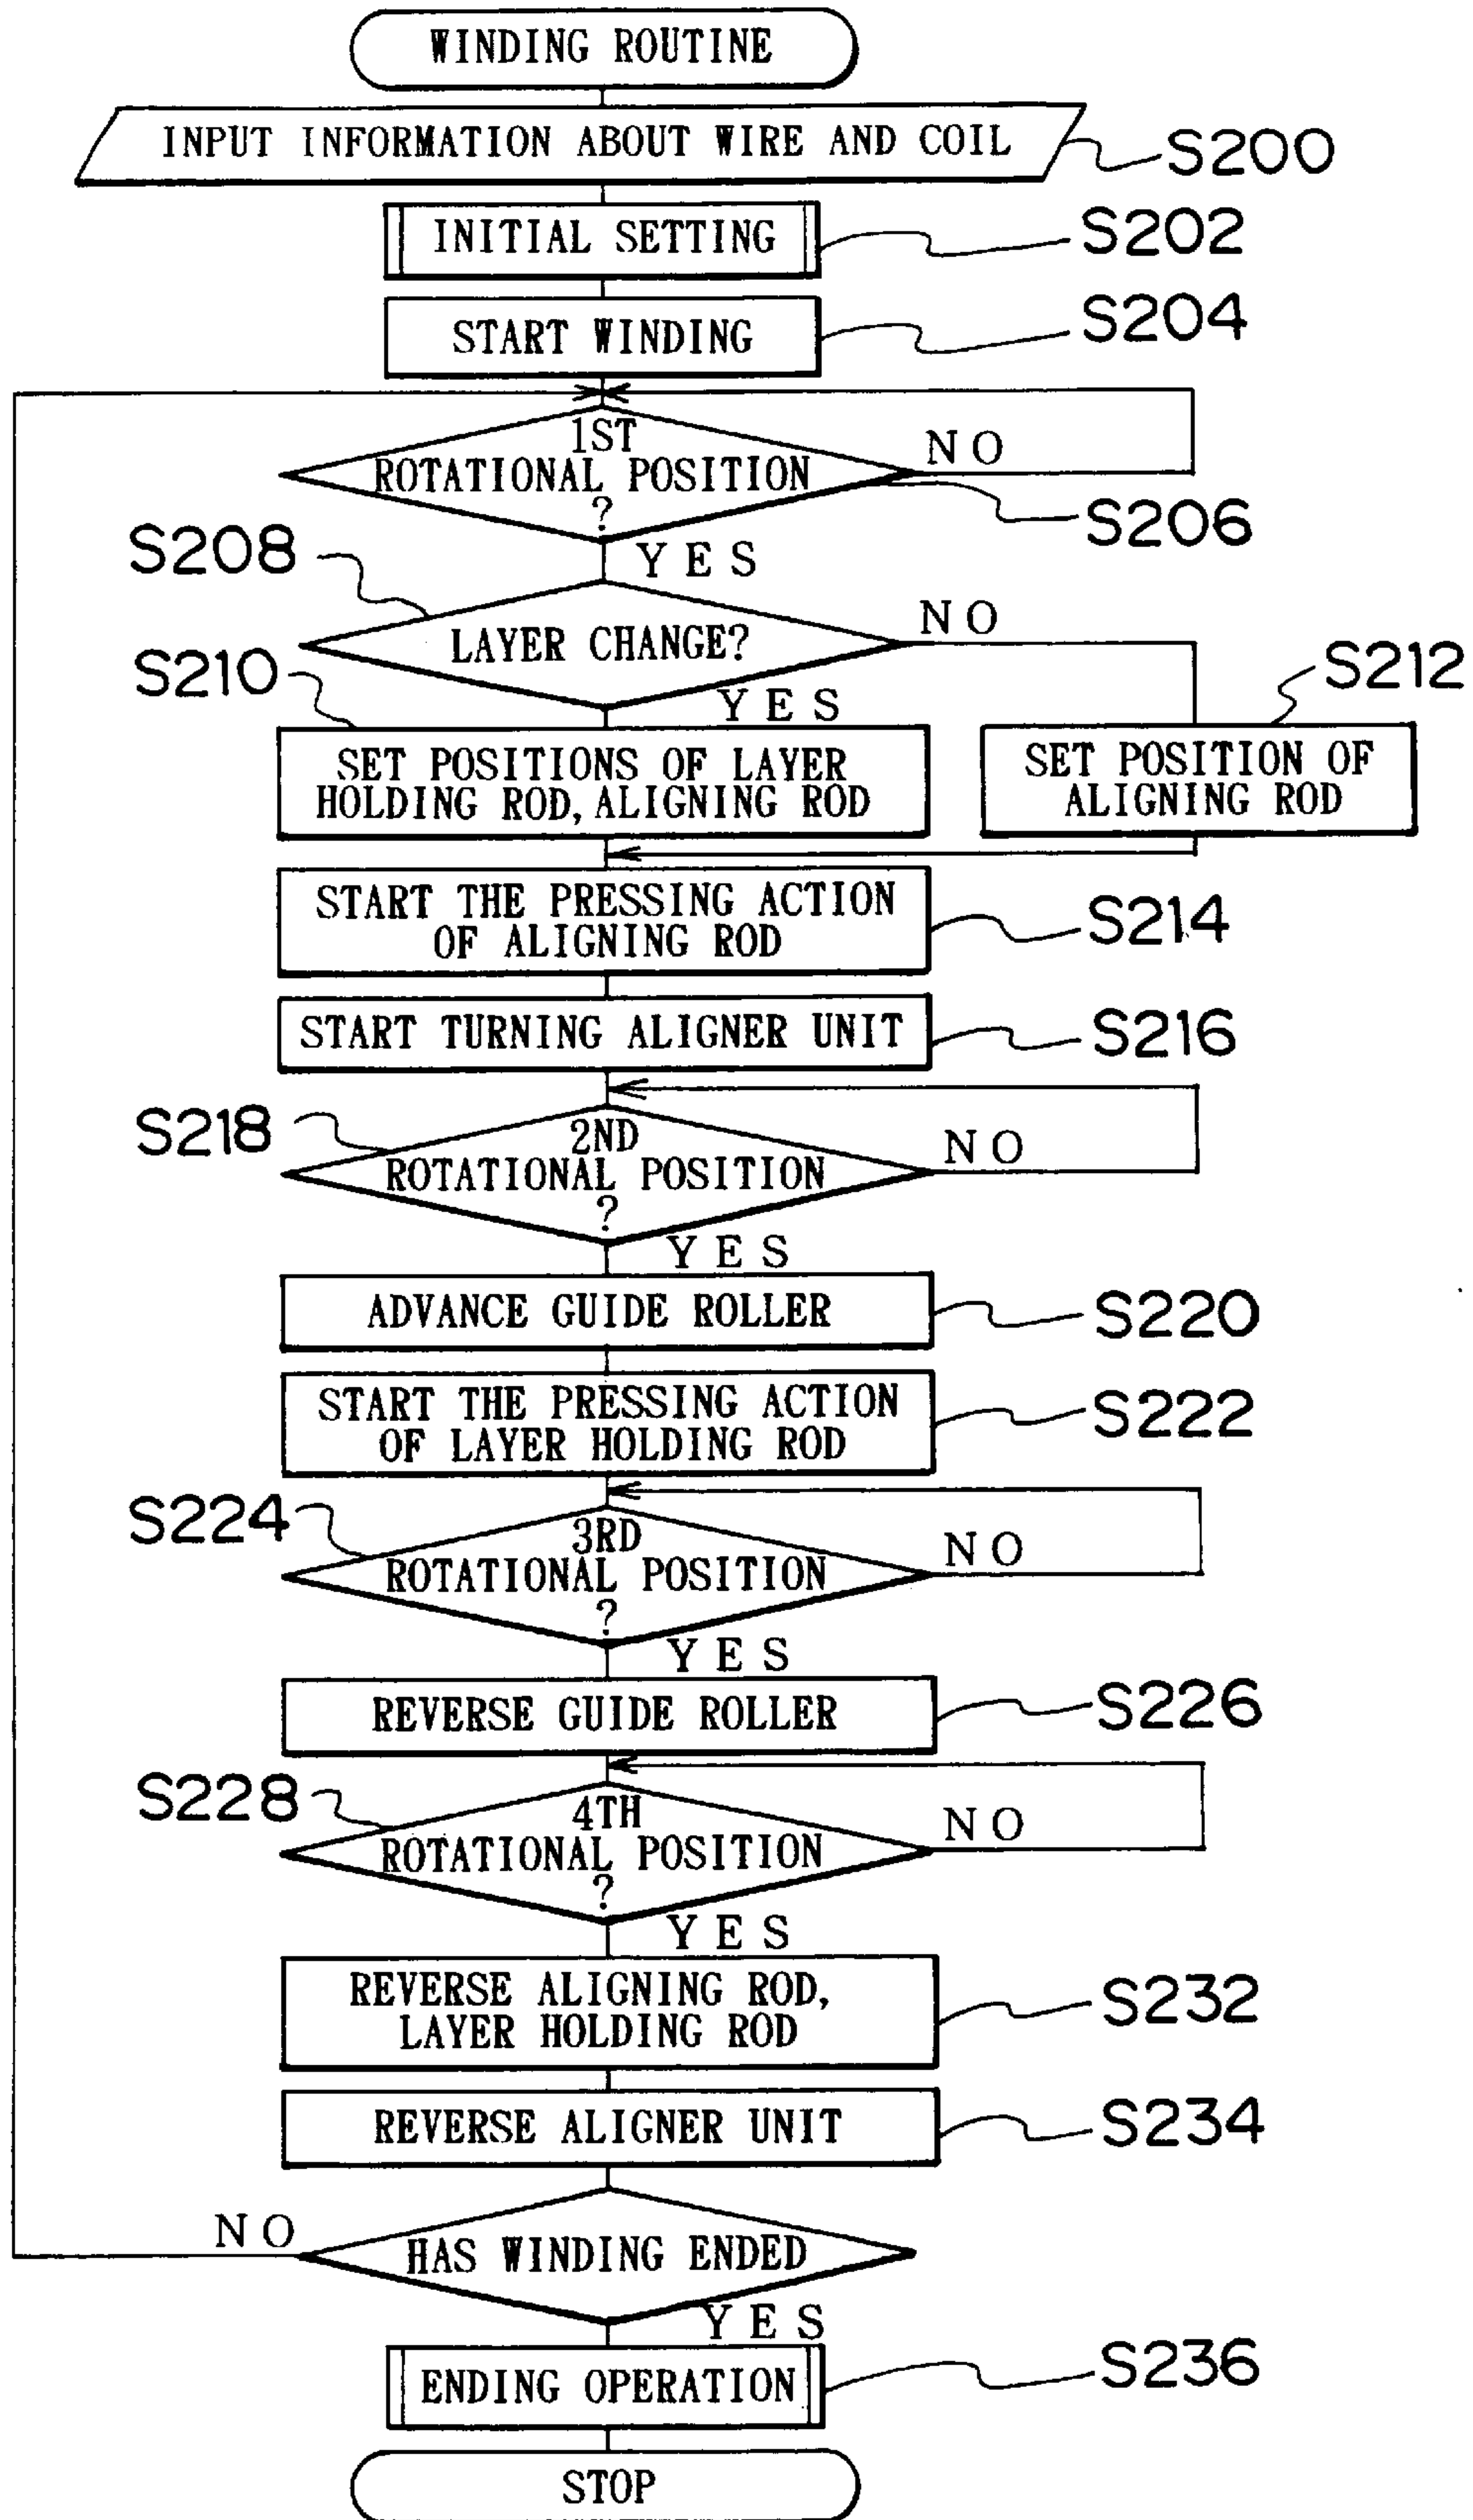 WINDING ROUTINE
INPUT INFORMATION ABOUT WIRE AND COIL
S200
INITIAL SETTING
S202
START WINDING
S204
1ST
ROTATIONAL POSITION
?
NO
S206
YES
S208
LAYER CHANGE?
NO
S210
YES
S212
SET POSITIONS OF LAYER
HOLDING ROD, ALIGNING ROD
SET POSITION OF
ALIGNING ROD
START THE PRESSING ACTION
OF ALIGNING ROD
S214
START TURNING ALIGNER UNIT
S216
S218
2ND
ROTATIONAL POSITION
?
NO
YES
ADVANCE GUIDE ROLLER
S220
START THE PRESSING ACTION
OF LAYER HOLDING ROD
S222
S224
3RD
ROTATIONAL POSITION
?
NO
YES
REVERSE GUIDE ROLLER
S226
S228
4TH
ROTATIONAL POSITION
?
NO
YES
REVERSE ALIGNING ROD,
LAYER HOLDING ROD
S232
REVERSE ALIGNER UNIT
S234
NO
HAS WINDING ENDED
YES
ENDING OPERATION
S236
STOP